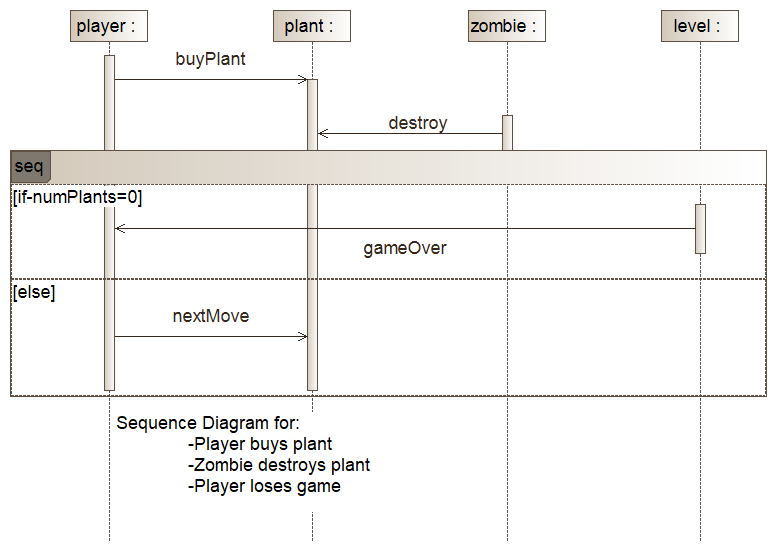 player :
plant :
zombie :
level :
buyPlant
destroy
seq
[if-numPlants=0]
gameOver
[else]
nextMove
Sequence Diagram for:
-Player buys plant
-Zombie destroys plant
-Player loses game